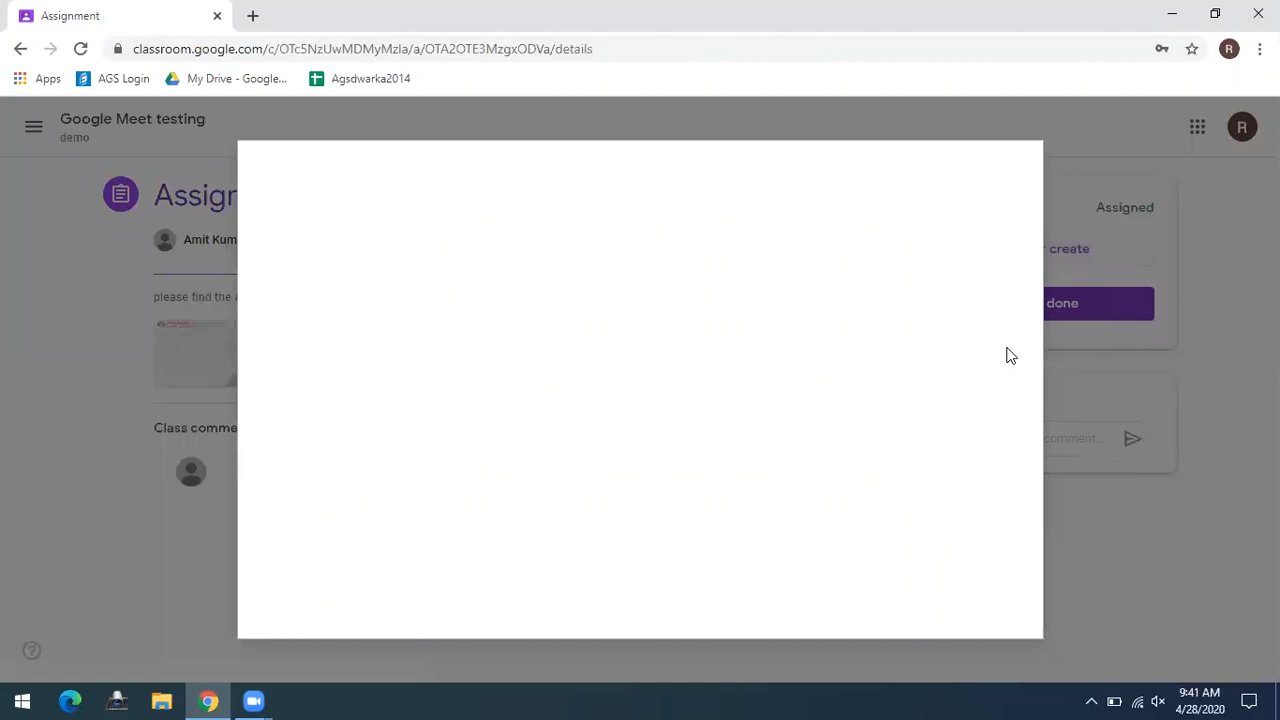 Assignment
classroom.google.com/c/OTc5NzUwMDMyMzIa/a/OTA2OTE3MzgxODVa/details
R
Apps
AGS Login
My Drive - Google...
Agsdwarka2014
Google Meet testing
demo
R
Assign
Assigned
Amit Kum
create
please find the a
done
Class comme
comment...
9:41 AM
4/28/2020